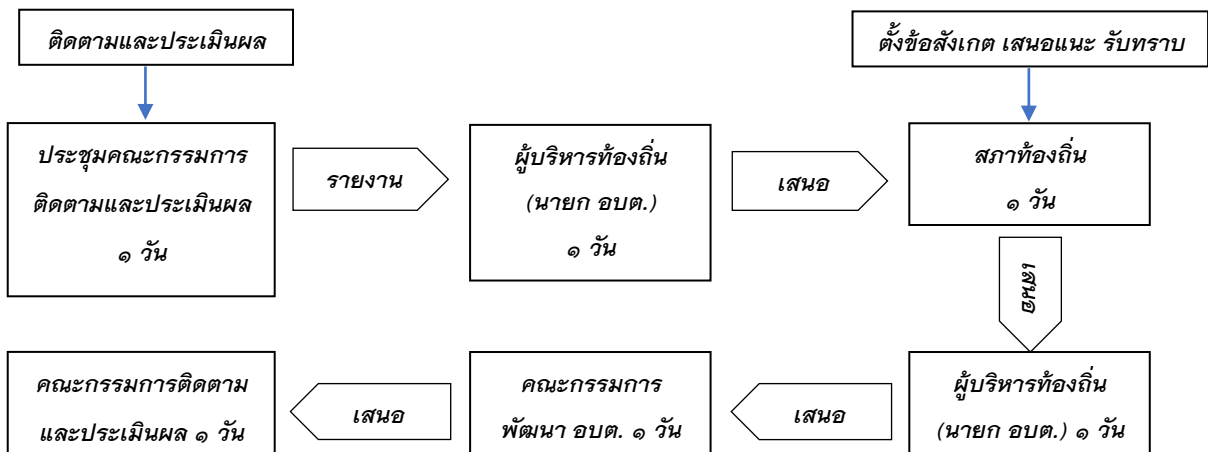 ติดตามและประเมินผล
ตั้งข้อสังเกต เสนอแนะ รับทราบ
ประชุมคณะกรรมการ
ติดตามและประเมินผล
๑ วัน
รายงาน
ผู้บริหารท้องถิ่น
(นายก อบต.)
๑ วัน
เสนอ
สภาท้องถิ่น
๑ วัน
เสนอ
ผู้บริหารท้องถิ่น
(นายก อบต.) ๑ วัน
เสนอ
คณะกรรมการ
พัฒนา อบต. ๑ วัน
เสนอ
คณะกรรมการติดตาม
และประเมินผล ๑ วัน